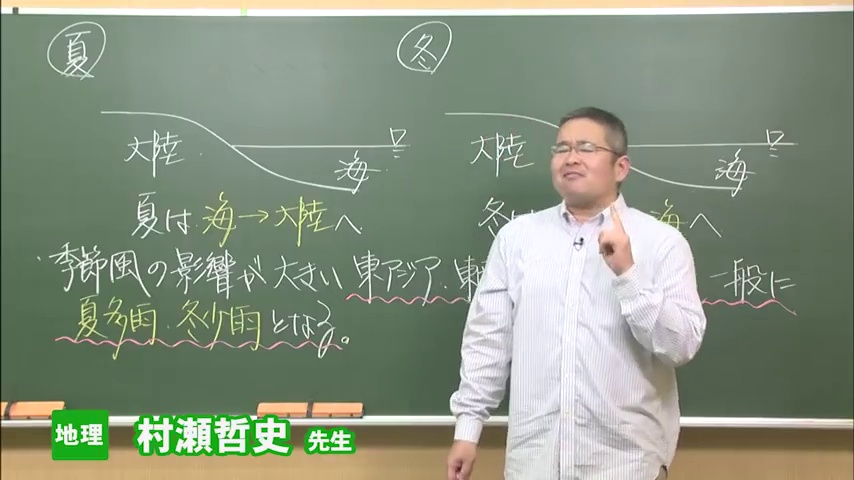 夏
冬
大陸
海
大陸
海
夏は 海→大陸へ
冬は 海へ
・季節風の影響が大きい東アジア・東 一般に
夏多雨・冬少雨となる。
地理 村瀬哲史 先生